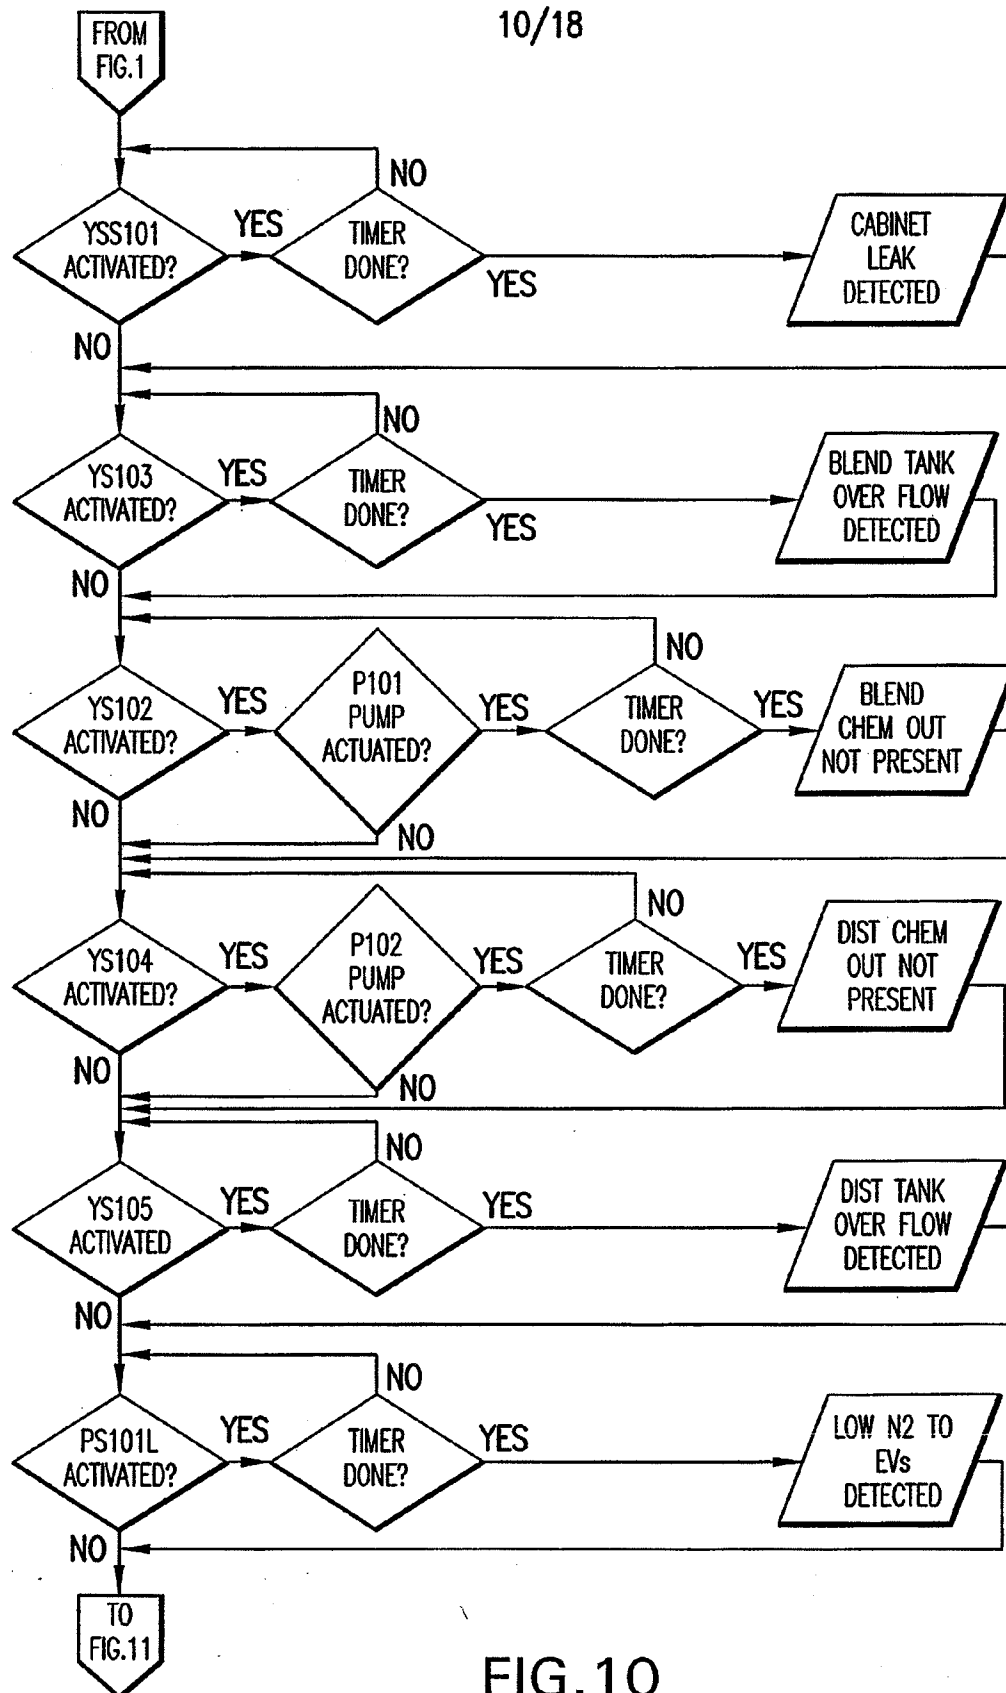 10/18
FROM
FIG.1
NO
YSS101
ACTIVATED?
YES
TIMER
DONE?
YES
CABINET
LEAK
DETECTED
NO
NO
YS103
ACTIVATED?
YES
TIMER
DONE?
YES
BLEND TANK
OVER FLOW
DETECTED
NO
NO
YS102
ACTIVATED?
YES
P101
PUMP
ACTUATED?
YES
TIMER
DONE?
YES
BLEND
CHEM OUT
NOT PRESENT
NO
NO
NO
YS104
ACTIVATED?
YES
P102
PUMP
ACTUATED?
YES
TIMER
DONE?
YES
DIST CHEM
OUT NOT
PRESENT
NO
NO
NO
YS105
ACTIVATED
YES
TIMER
DONE?
YES
DIST TANK
OVER FLOW
DETECTED
NO
NO
PS101L
ACTIVATED?
YES
TIMER
DONE?
YES
LOW N2 TO
EVs
DETECTED
NO
TO
FIG.11
FIG.10